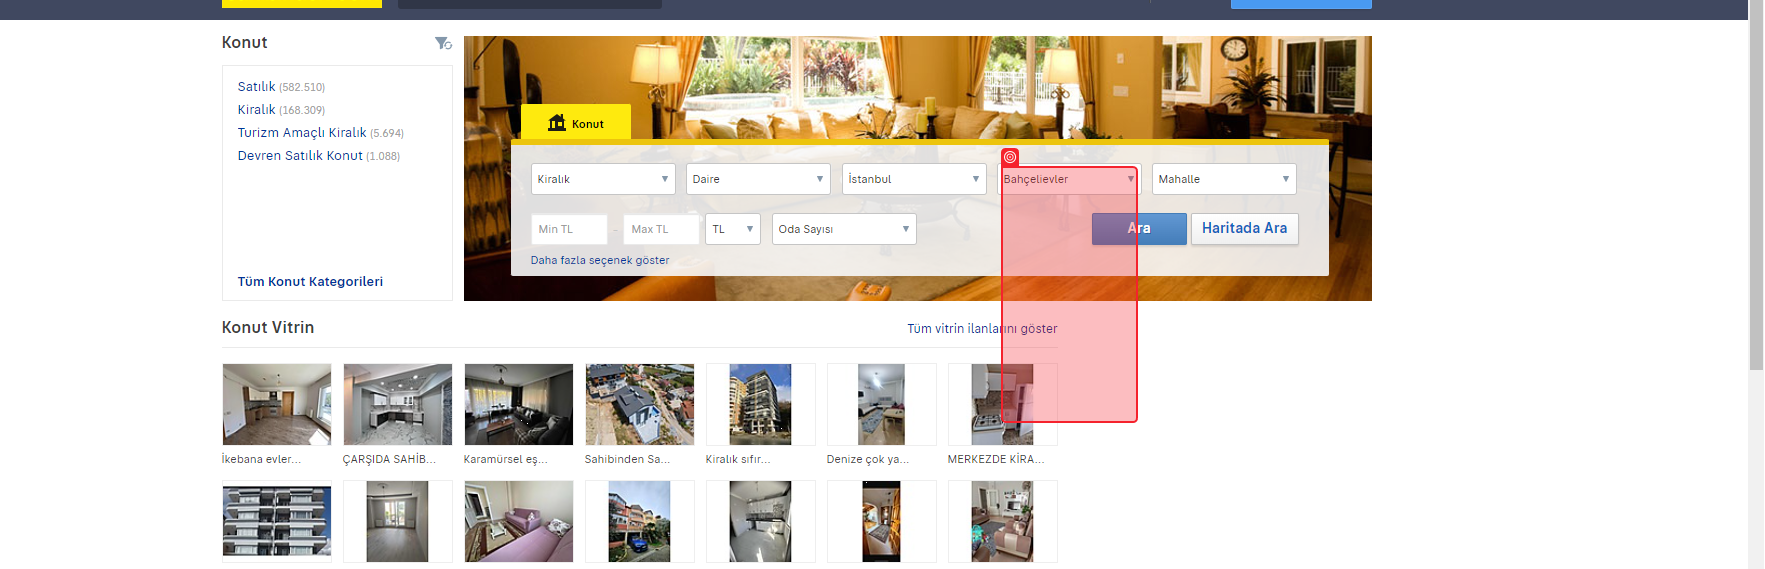 Konut
Satılık (582.510)
Kiralık (168.309)
Turizm Amaçlı Kiralık (5.694)
Devren Satılık Konut (1.088)
Tüm Konut Kategorileri
Konut
Kiralık
Daire
İstanbul
Bahçelievler
Mahalle
Min TL - Max TL
TL
Oda Sayısı
Ara
Haritada Ara
Daha fazla seçenek göster
Konut Vitrin
Tüm vitrin ilanlarını göster
İkebana evler...
ÇARŞIDA SAHİB...
Karamürsel eş...
Sahibinden Sa...
Kiralık sıfır...
Denize çok ya...
MERKEZDE KİRA...